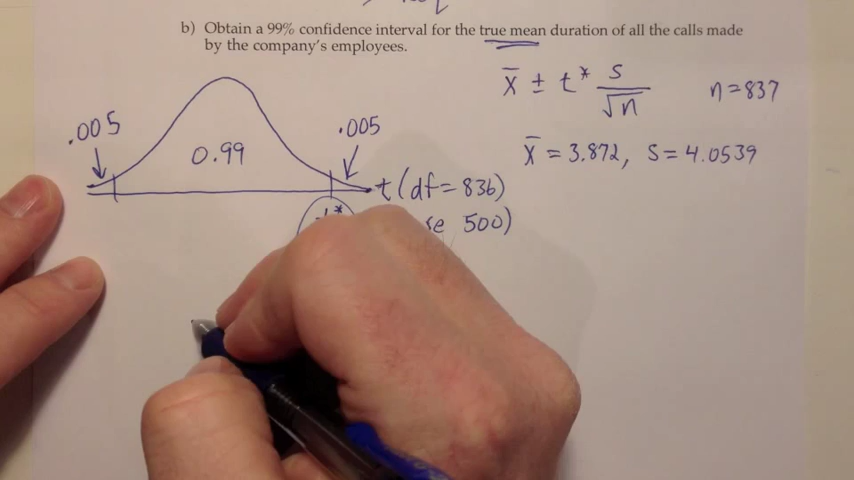 b) Obtain a 99% confidence interval for the true mean duration of all the calls made
by the company's employees.
x̄ ± t* s/√n
n=837
.005
0.99
.005
x̄ = 3.872, s = 4.0539
t (df=836)
t*
500)